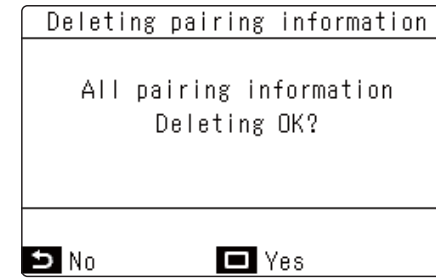 Deleting pairing information
All pairing information
Deleting OK?
No Yes